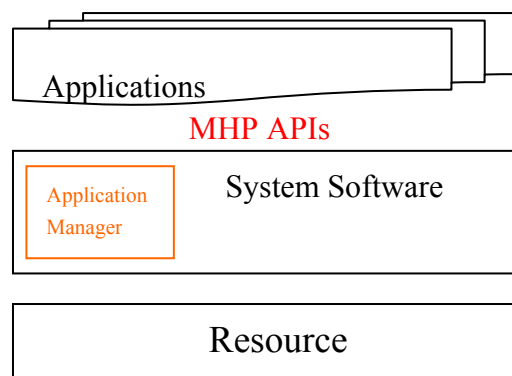 Applications
MHP APIs
System Software
Application
Manager
Resource